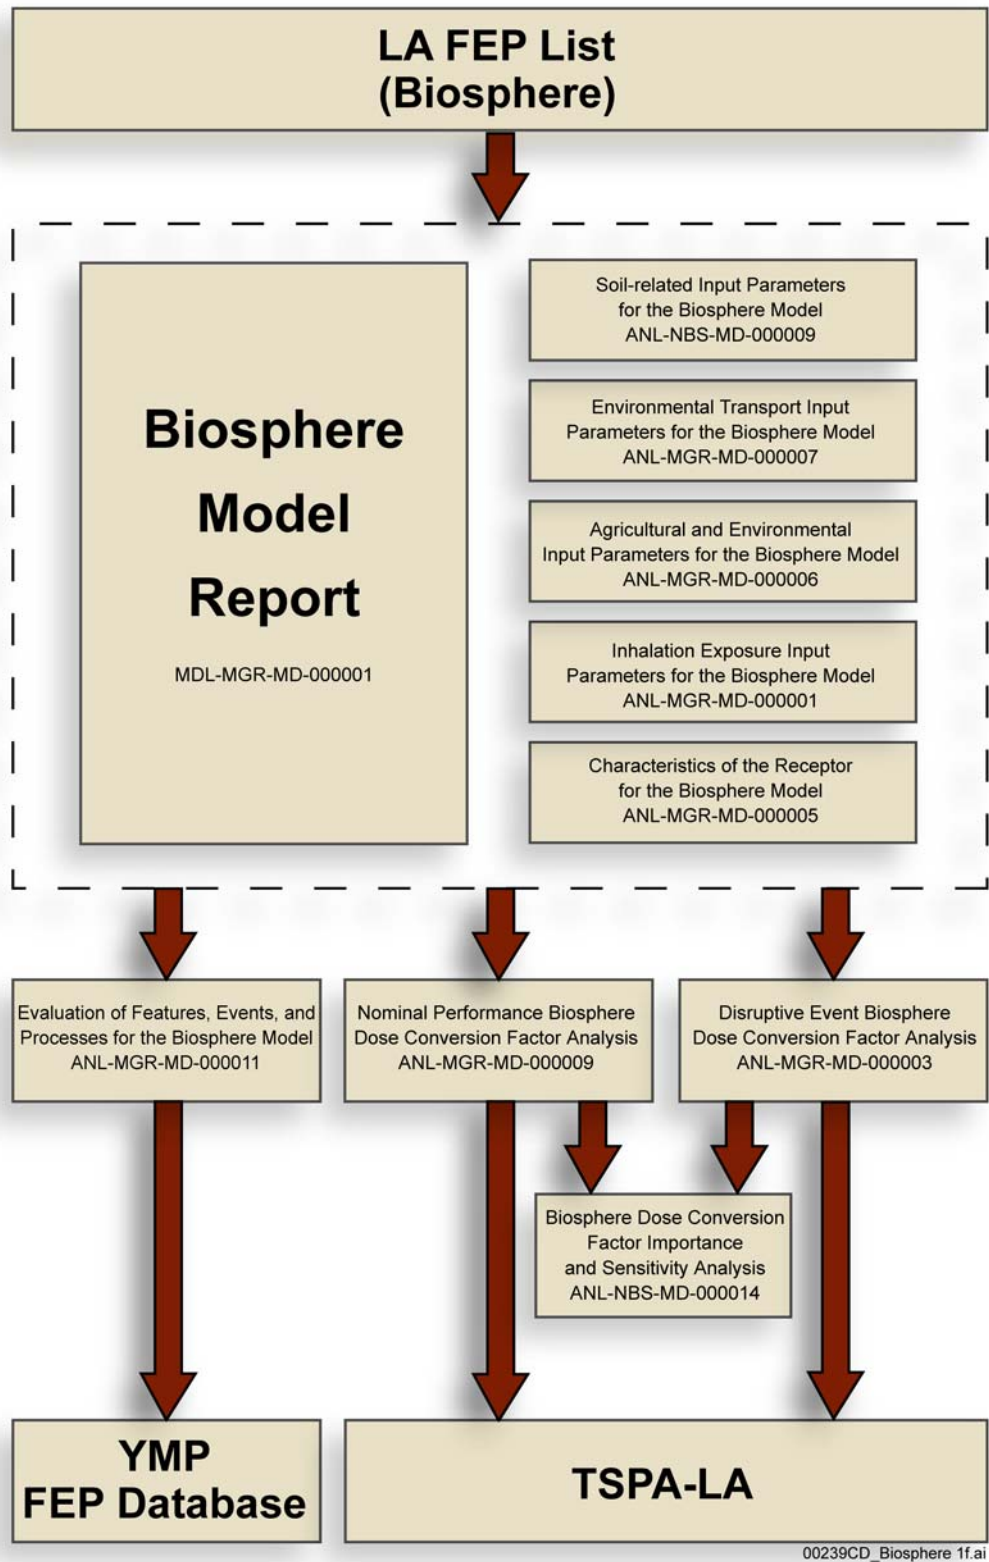 LA FEP List
(Biosphere)
Biosphere
Model
Report
MDL-MGR-MD-000001
Soil-related Input Parameters
for the Biosphere Model
ANL-NBS-MD-000009
Environmental Transport Input
Parameters for the Biosphere Model
ANL-MGR-MD-000007
Agricultural and Environmental
Input Parameters for the Biosphere Model
ANL-MGR-MD-000006
Inhalation Exposure Input
Parameters for the Biosphere Model
ANL-MGR-MD-000001
Characteristics of the Receptor
for the Biosphere Model
ANL-MGR-MD-000005
Evaluation of Features, Events, and
Processes for the Biosphere Model
ANL-MGR-MD-000011
Nominal Performance Biosphere
Dose Conversion Factor Analysis
ANL-MGR-MD-000009
Disruptive Event Biosphere
Dose Conversion Factor Analysis
ANL-MGR-MD-000003
Biosphere Dose Conversion
Factor Importance
and Sensitivity Analysis
ANL-NBS-MD-000014
YMP
FEP Database
TSPA-LA
00239CD_Biosphere 1f.ai